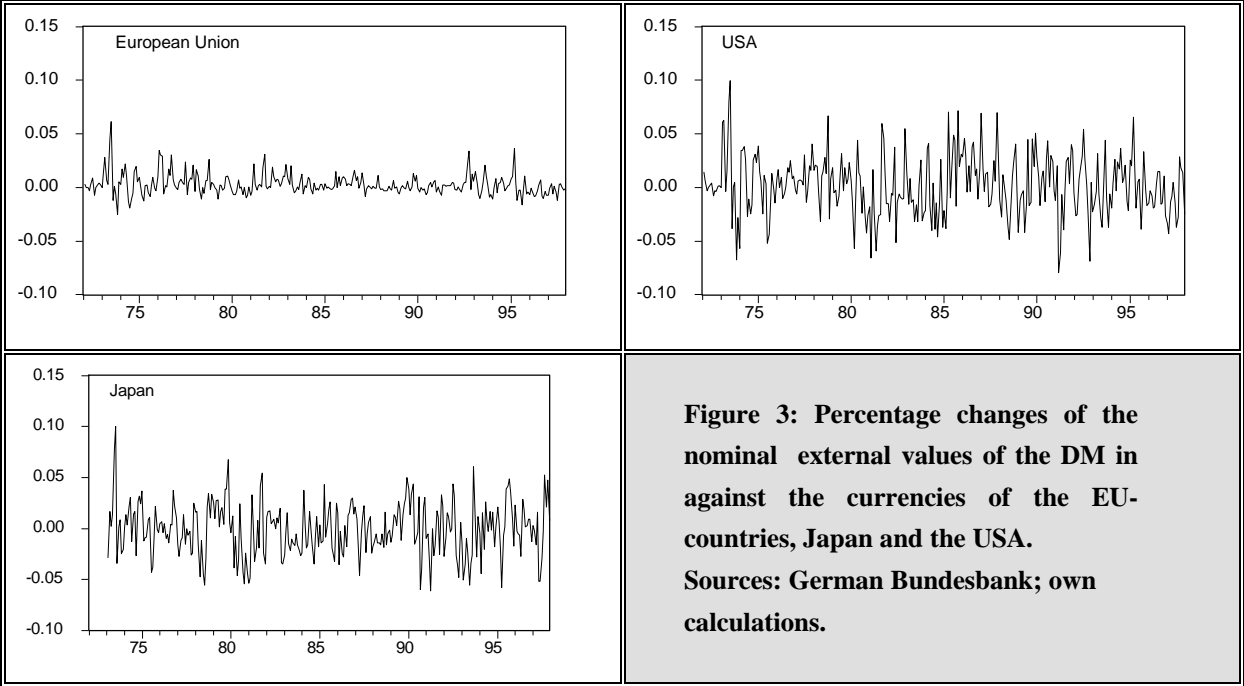 0.15
European Union
0.10
0.05
0.00
-0.05
-0.10
75 80 85 90 95
0.15
USA
0.10
0.05
0.00
-0.05
-0.10
75 80 85 90 95
0.15
Japan
0.10
0.05
0.00
-0.05
-0.10
75 80 85 90 95
Figure 3: Percentage changes of the
nominal external values of the DM in
against the currencies of the EU-
countries, Japan and the USA.
Sources: German Bundesbank; own
calculations.